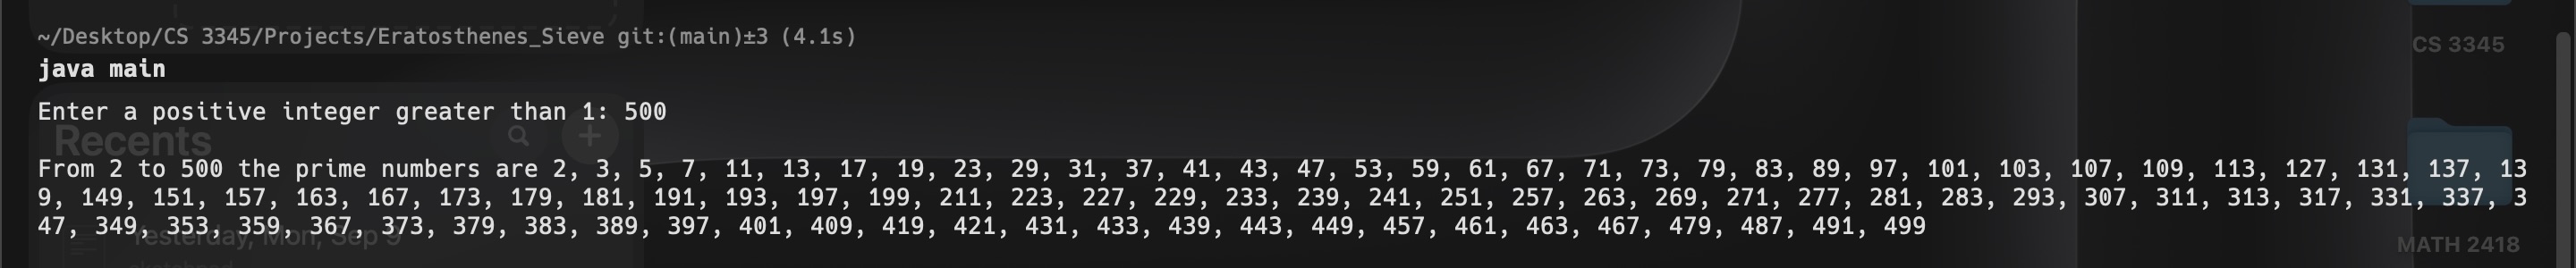 ~/Desktop/CS 3345/Projects/Eratosthenes_Sieve git:(main)±3 (4.1s)
CS 3345
java main
Enter a positive integer greater than 1: 500
Recents
From 2 to 500 the prime numbers are 2, 3, 5, 7, 11, 13, 17, 19, 23, 29, 31, 37, 41, 43, 47, 53, 59, 61, 67, 71, 73, 79, 83, 89, 97, 101, 103, 107, 109, 113, 127, 131, 137, 13
9, 149, 151, 157, 163, 167, 173, 179, 181, 191, 193, 197, 199, 211, 223, 227, 229, 233, 239, 241, 251, 257, 263, 269, 271, 277, 281, 283, 293, 307, 311, 313, 317, 331, 337, 3
47, 349, 353, 359, 367, 373, 379, 383, 389, 397, 401, 409, 419, 421, 431, 433, 439, 443, 449, 457, 461, 463, 467, 479, 487, 491, 499
Yesterday, Mon, Sep 9
MATH 2418